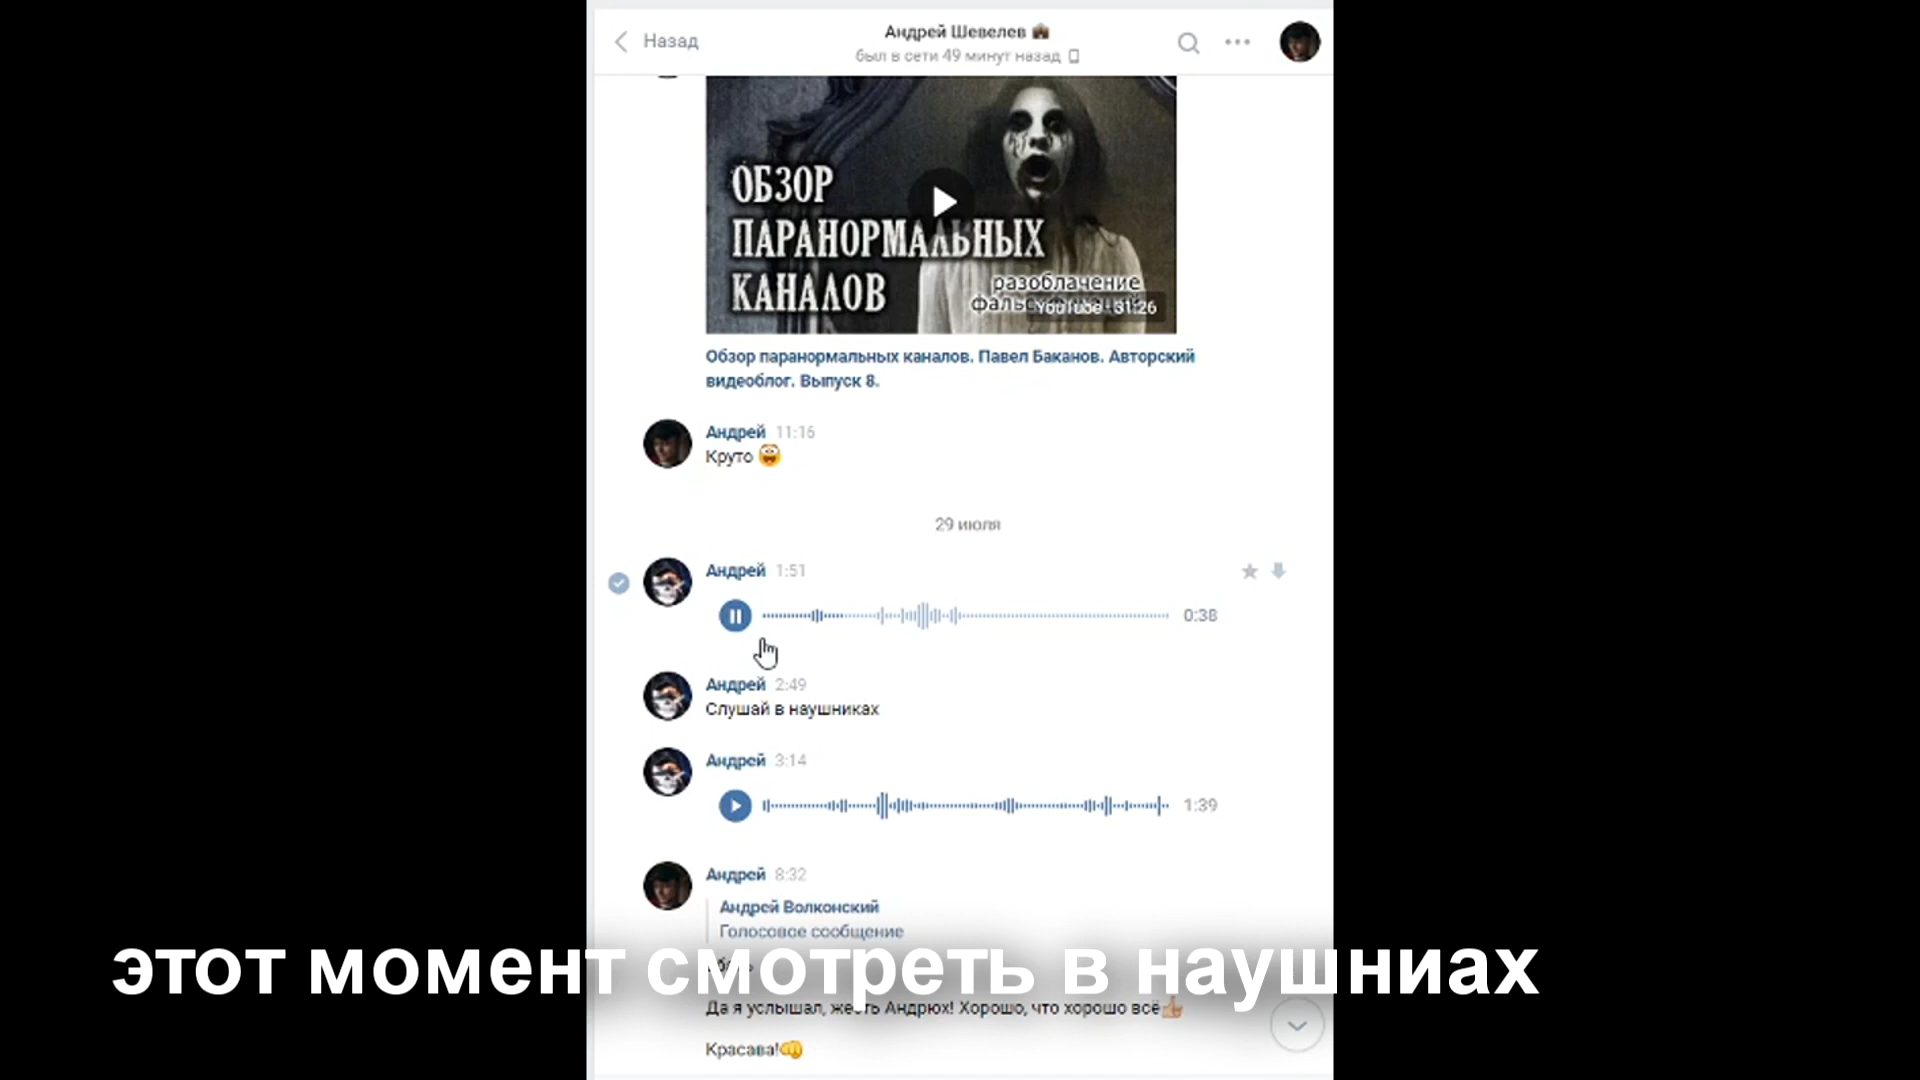 Назад
Андрей Шевелев
был в сети 49 минут назад
ОБЗОР
ПАРАНОРМАЛЬНЫХ
КАНАЛОВ
разоблачение
YouTube · 31:26
Обзор паранормальных каналов. Павел Баканов. Авторский
видеоблог. Выпуск 8.
Андрей 11:16
Круто
29 июля
Андрей 1:51
0:38
Андрей 2:49
Слушай в наушниках
Андрей 3:14
1:39
Андрей 8:32
Андрей Волконский
Голосовое сообщение
этот момент смотреть в наушниах
Да я услышал, жесть Андрюх! Хорошо, что хорошо всё
Красава!